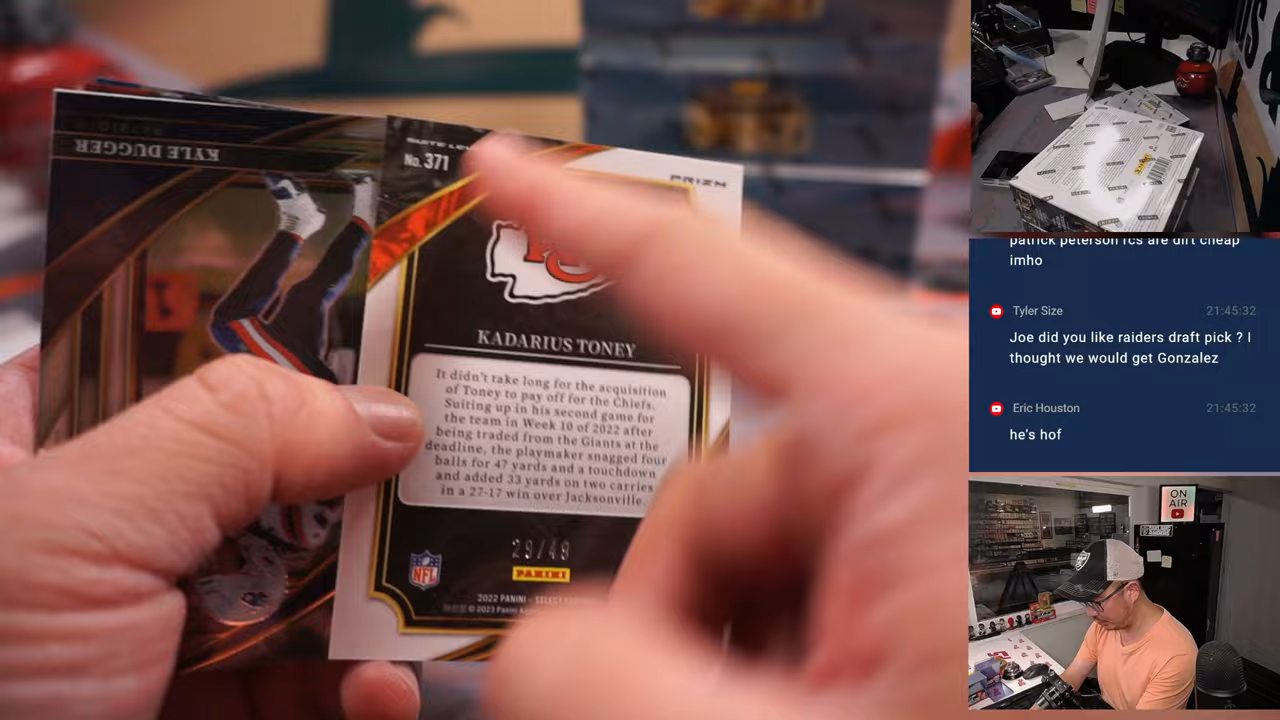 KYLE DUGGER
No. 371
PRIZM
KADARIUS TONEY
It didn't take long for the acquisition
of Toney to pay off for the Chiefs.
Suiting up in his second game for
the team in Week 10 of 2022 after
being traded from the Giants at the
deadline, the playmaker snagged four
balls for 47 yards and a touchdown
and added 33 yards on two carries
in a 27-17 win over Jacksonville.
29/49
NFL
PANINI
2022 PANINI – SELECT
© 2023 Panini
patrick peterson rcs are dirt cheap
imho
Tyler Size
21:45:32
Joe did you like raiders draft pick ? I
thought we would get Gonzalez
Eric Houston
21:45:32
he's hof
ON
AIR